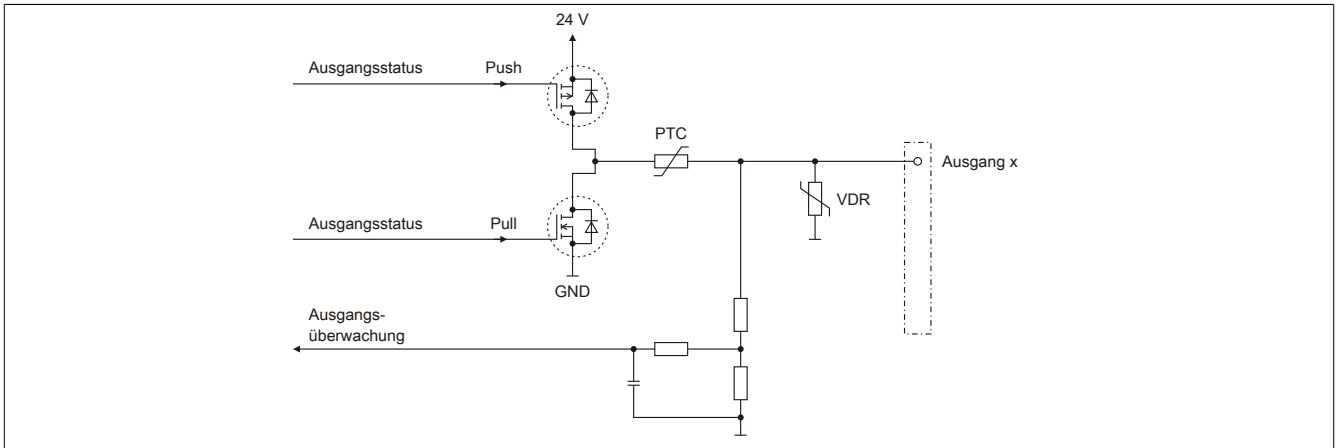 24 V
Ausgangsstatus
Push
PTC
Ausgang x
VDR
Ausgangsstatus
Pull
GND
Ausgangs-
überwachung